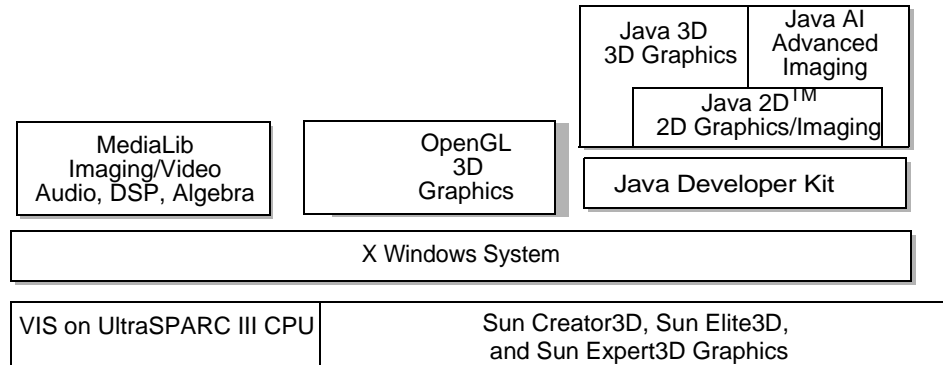 Java 3D
3D Graphics
Java AI
Advanced
Imaging
Java 2D™
2D Graphics/Imaging
MediaLib
Imaging/Video
Audio, DSP, Algebra
OpenGL
3D
Graphics
Java Developer Kit
X Windows System
VIS on UltraSPARC III CPU
Sun Creator3D, Sun Elite3D,
and Sun Expert3D Graphics